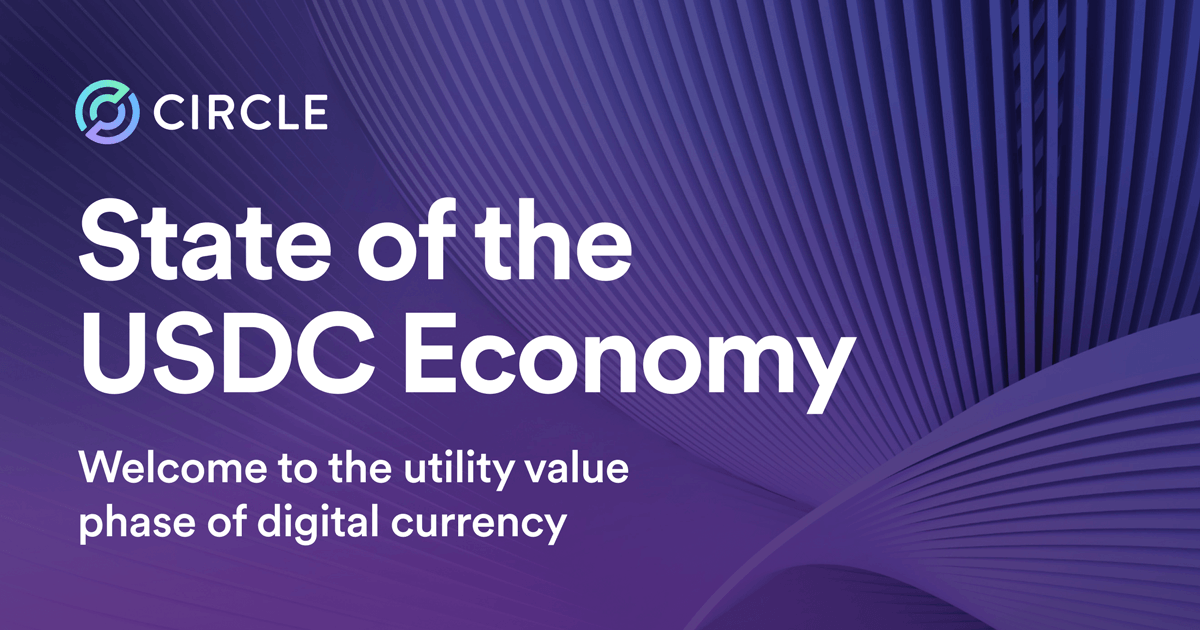 CIRCLE
State of the
USDC Economy
Welcome to the utility value
phase of digital currency